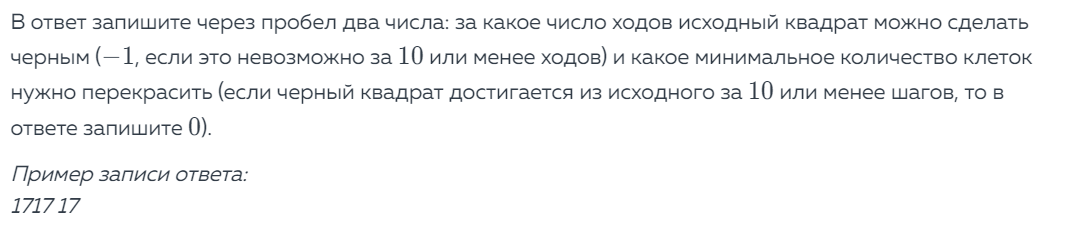 В ответ запишите через пробел два числа: за какое число ходов исходный квадрат можно сделать
черным (−1, если это невозможно за 10 или менее ходов) и какое минимальное количество клеток
нужно перекрасить (если черный квадрат достигается из исходного за 10 или менее шагов, то в
ответе запишите 0).
Пример записи ответа:
1717 17